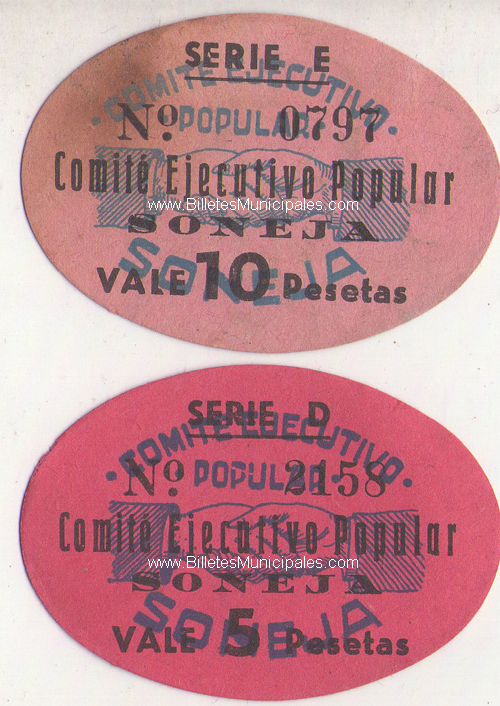 SERIE E
COMITE EJECUTIVO
Nº 0797
POPULAR
Comité Ejecutivo Popular
www.BilletesMunicipales.com
SONEJA
SONEJA
VALE 10 Pesetas
SERIE D
COMITE EJECUTIVO
POPULAR
Nº 2158
Comité Ejecutivo Popular
www.BilletesMunicipales.com
SONEJA
SONEJA
VALE 5 Pesetas